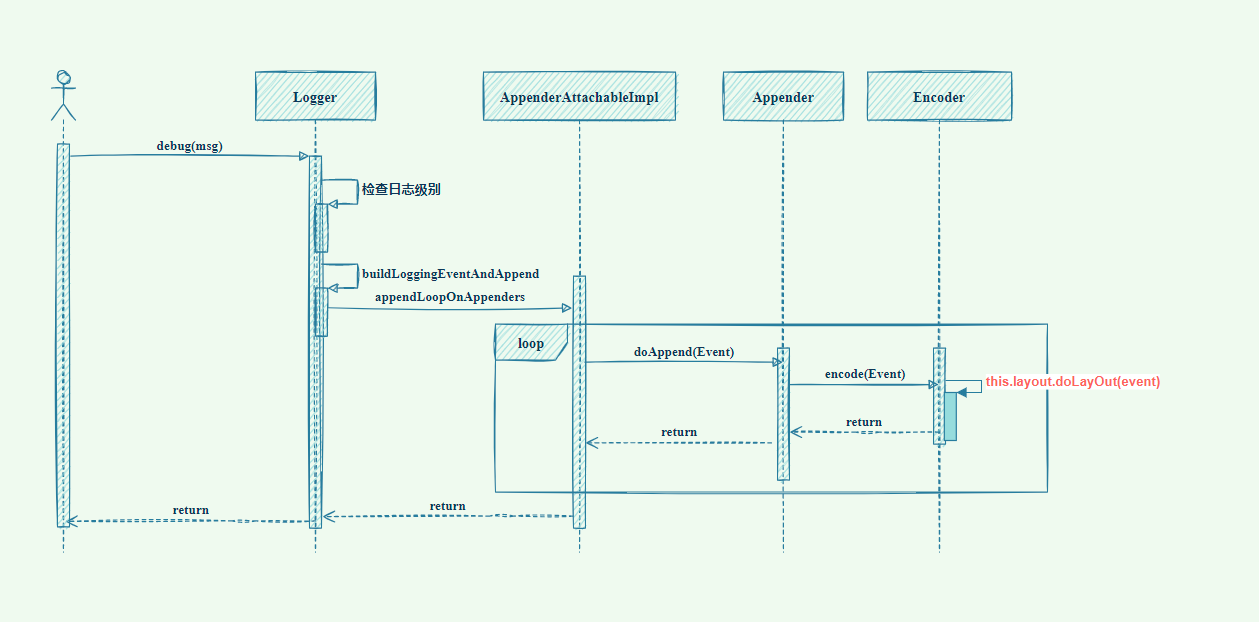 Logger
AppenderAttachableImpl
Appender
Encoder
debug(msg)
检查日志级别
buildLoggingEventAndAppend
appendLoopOnAppenders
loop
doAppend(Event)
encode(Event)
this.layout.doLayOut(event)
return
return
return
return